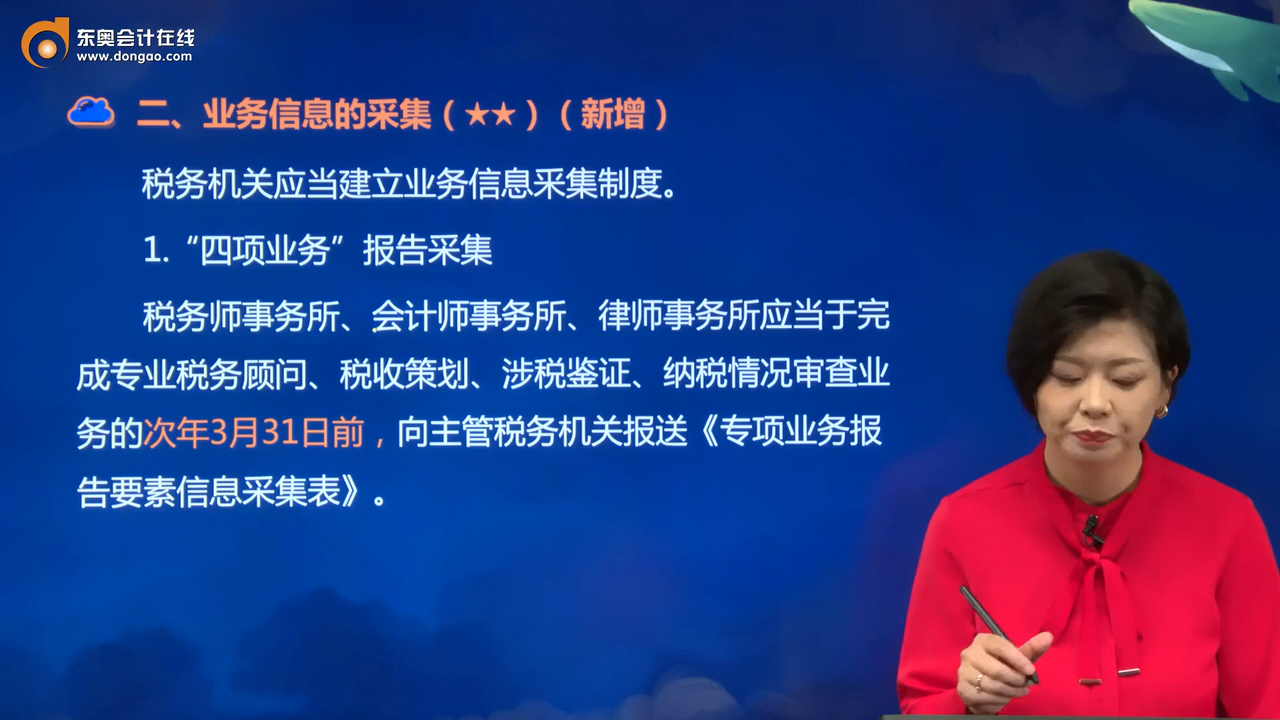 东奥会计在线
www.dongao.com
二、业务信息的采集（★★）（新增）
税务机关应当建立业务信息采集制度。
1.“四项业务”报告采集
税务师事务所、会计师事务所、律师事务所应当于完
成专业税务顾问、税收策划、涉税鉴证、纳税情况审查业
务的次年3月31日前，向主管税务机关报送《专项业务报
告要素信息采集表》。